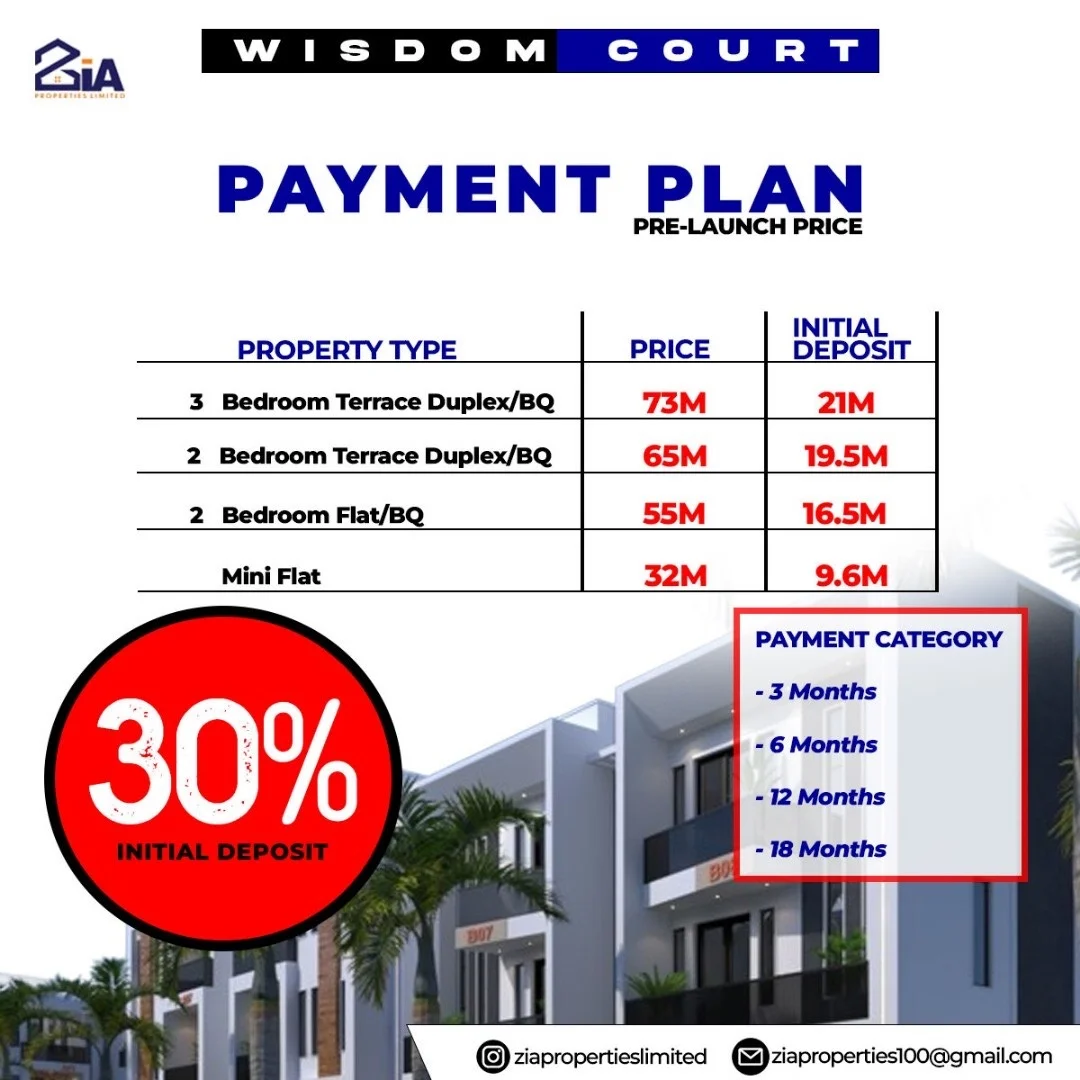 WISDOM COURT
ZiA
PROPERTIES LIMITED
PAYMENT PLAN
PRE-LAUNCH PRICE
PROPERTY TYPE PRICE INITIAL DEPOSIT
3 Bedroom Terrace Duplex/BQ 73M 21M
2 Bedroom Terrace Duplex/BQ 65M 19.5M
2 Bedroom Flat/BQ 55M 16.5M
Mini Flat 32M 9.6M
30%
INITIAL DEPOSIT
PAYMENT CATEGORY
- 3 Months
- 6 Months
- 12 Months
- 18 Months
B07
ziapropertieslimited ziaproperties100@gmail.com